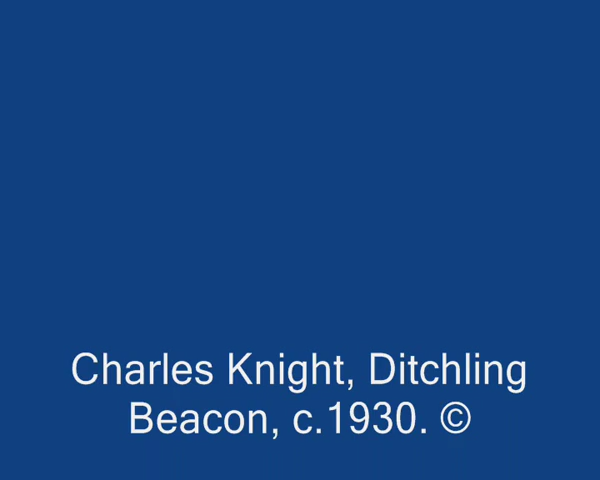 Charles Knight, Ditchling
Beacon, c.1930. ©